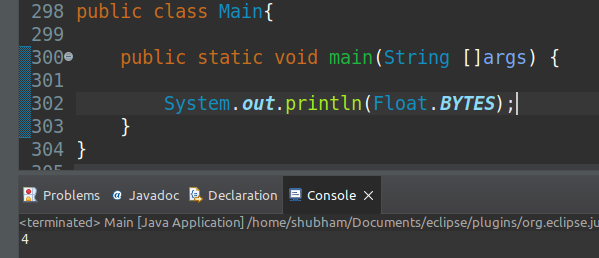 298 public class Main{
299
300 public static void main(String []args) {
301
302 System.out.println(Float.BYTES);
303 }
304 }
Problems @ Javadoc Declaration Console
<terminated> Main [Java Application] /home/shubham/Documents/eclipse/plugins/org.eclipse.ju
4